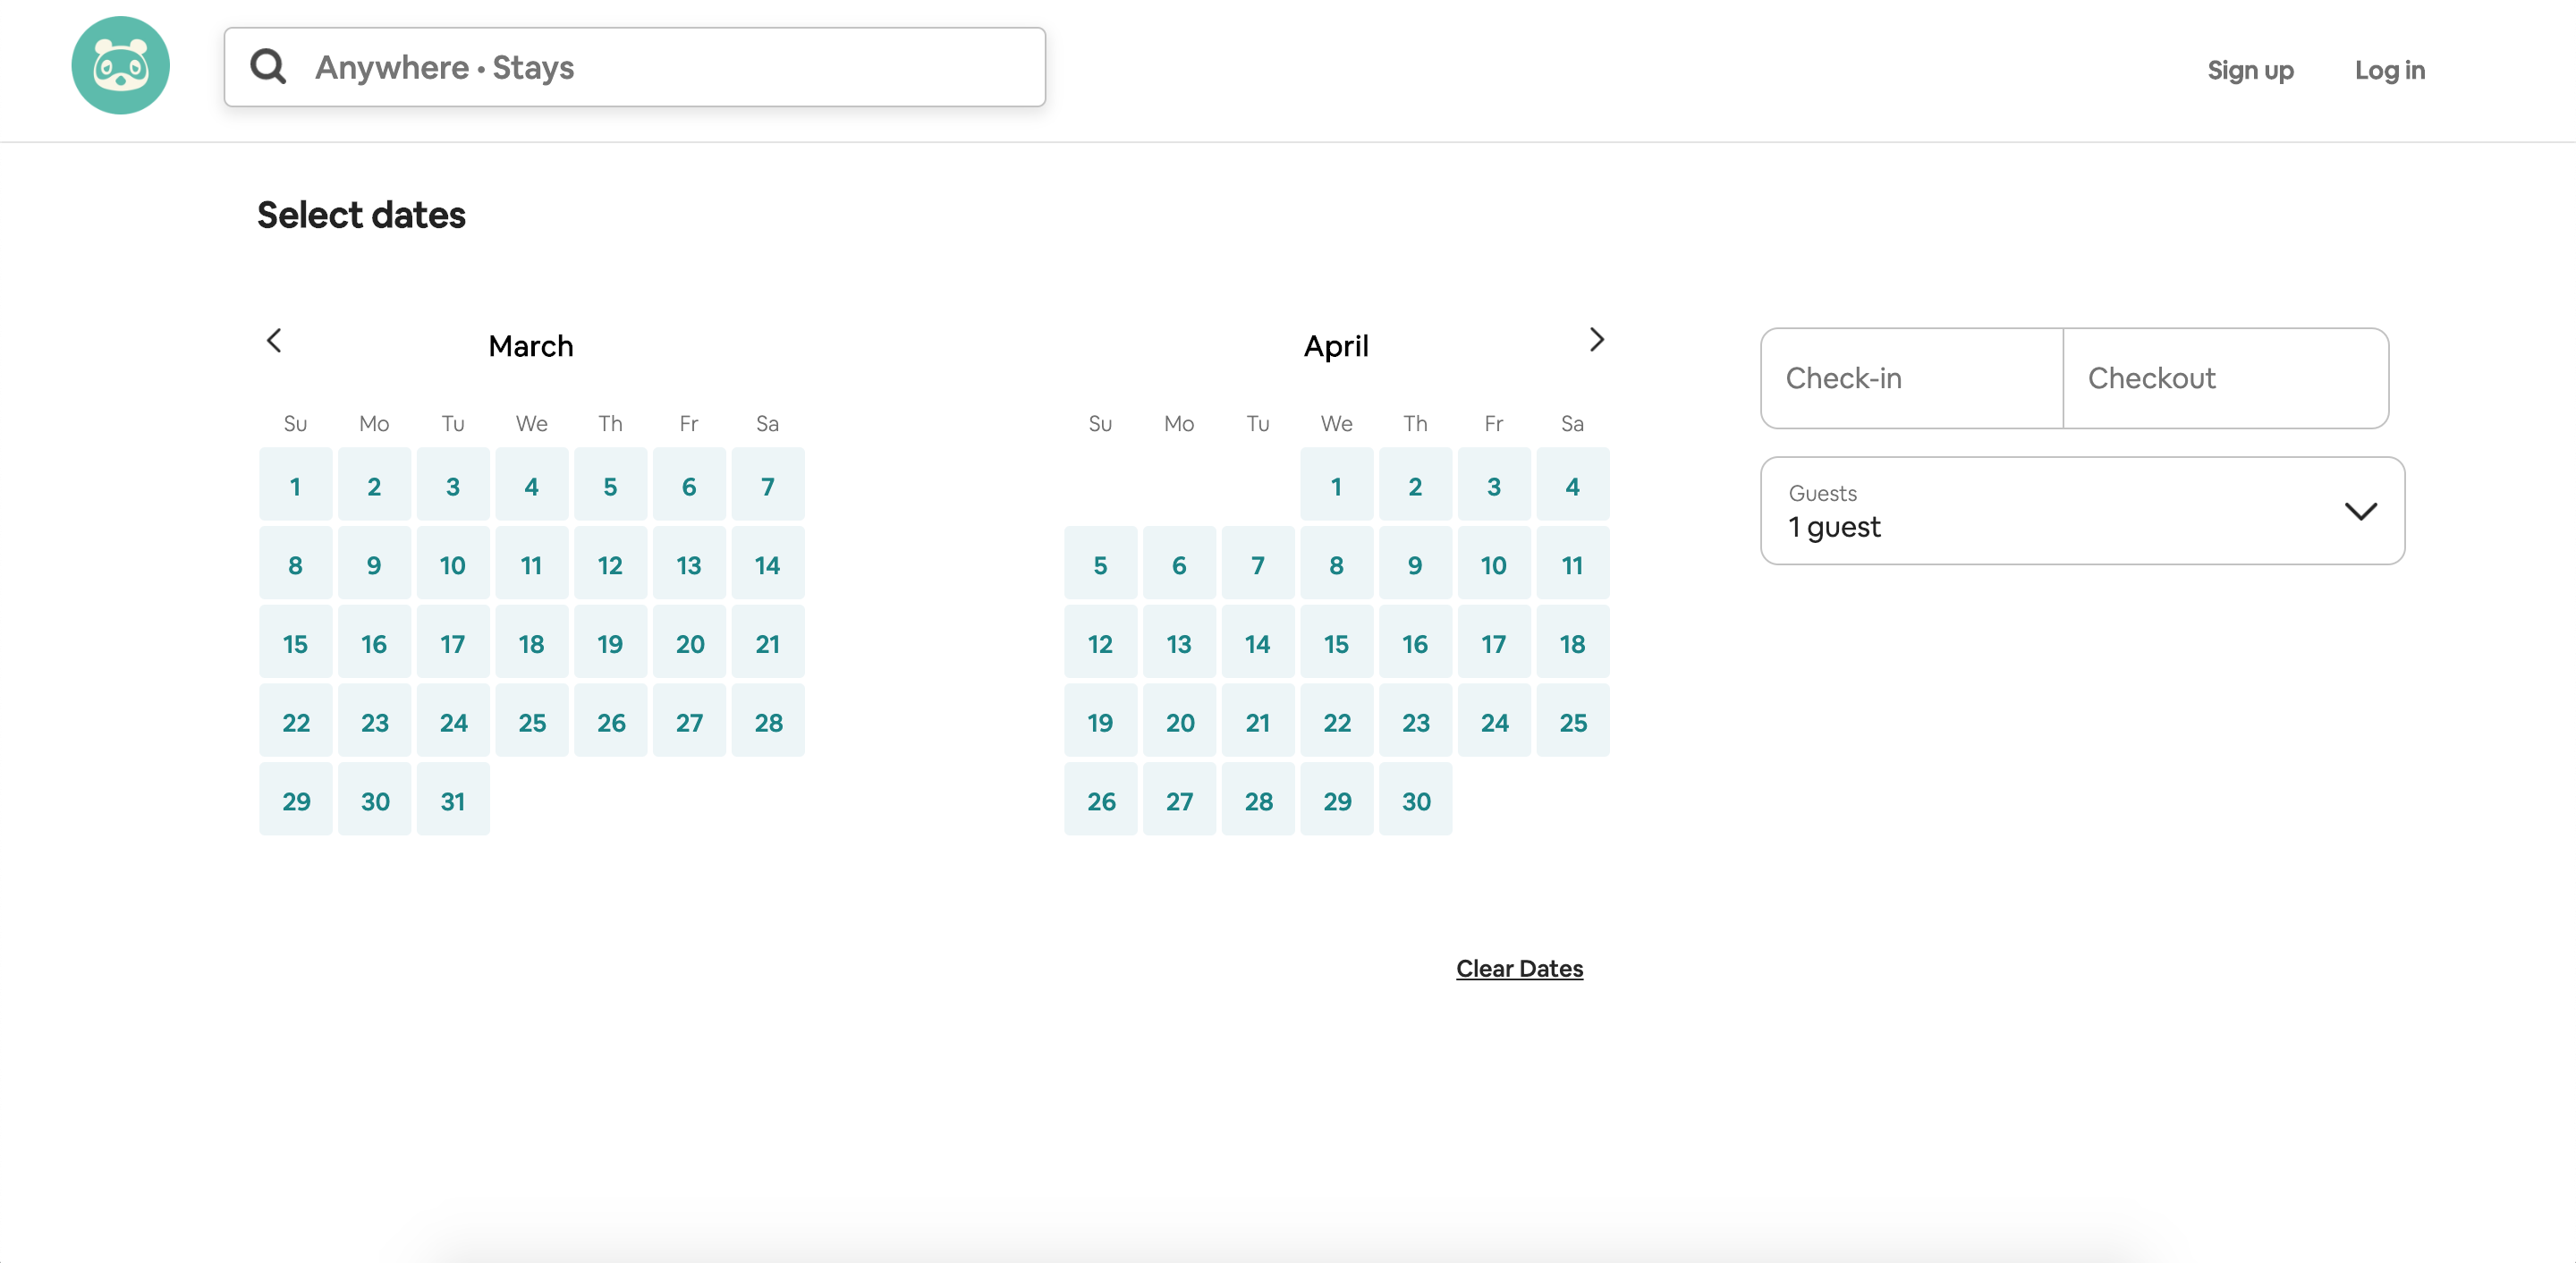 Anywhere • Stays
Sign up
Log in
Select dates
March
Su Mo Tu We Th Fr Sa
1 2 3 4 5 6 7
8 9 10 11 12 13 14
15 16 17 18 19 20 21
22 23 24 25 26 27 28
29 30 31
April
Su Mo Tu We Th Fr Sa
1 2 3 4
5 6 7 8 9 10 11
12 13 14 15 16 17 18
19 20 21 22 23 24 25
26 27 28 29 30
Clear Dates
Check-in
Checkout
Guests
1 guest